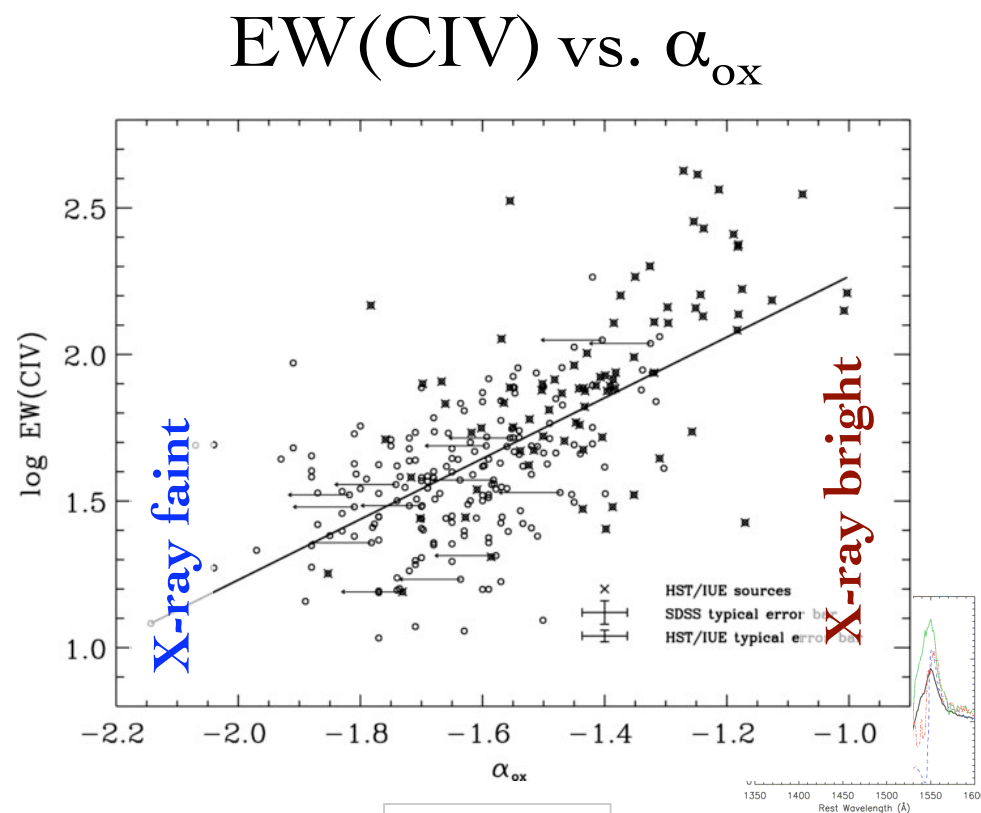 EW(CIV) vs. αox
log EW(CIV)
2.5
2.0
1.5
1.0
X-ray faint
X-ray bright
HST/IUE sources
SDSS typical error bar
HST/IUE typical error bar
−2.2 −2.0 −1.8 −1.6 −1.4 −1.2 −1.0
αox
1350 1400 1450 1500 1550 160
Rest Wavelength (Å)